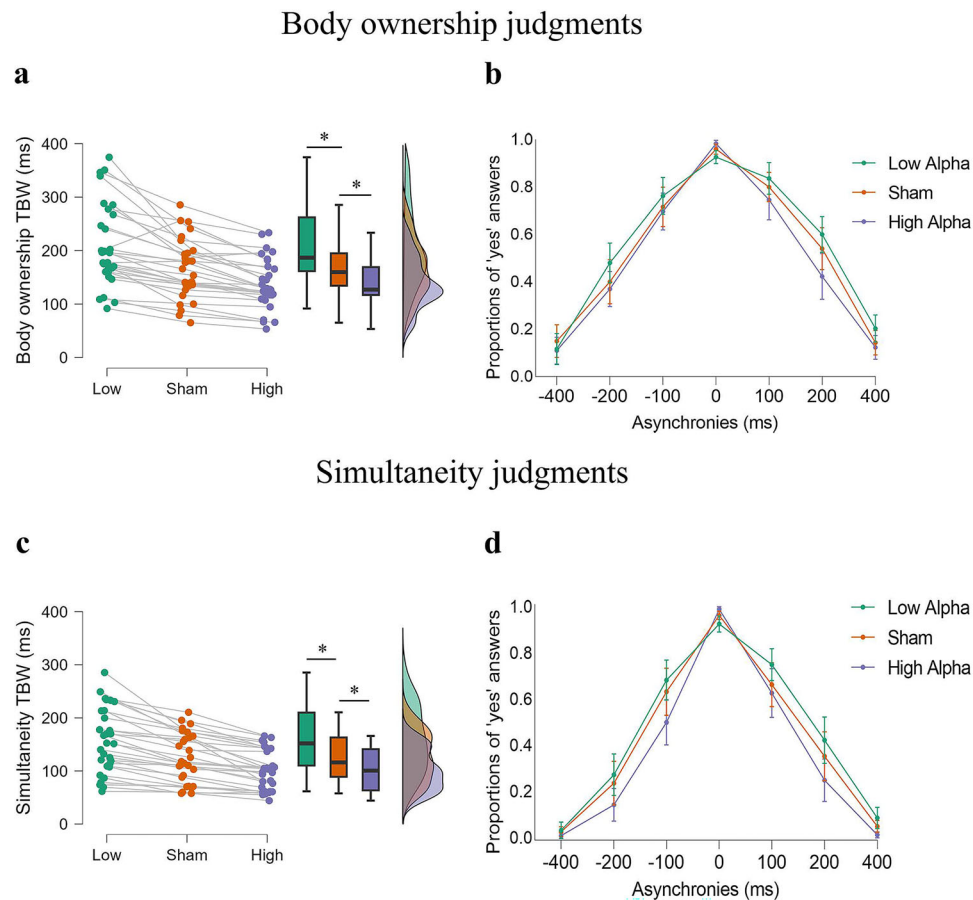 Body ownership judgments
a
b
Body ownership TBW (ms)
400
300
200
100
0
Low
Sham
High
*
*
Proportions of 'yes' answers
1.0
0.8
0.6
0.4
0.2
0.0
-400
-200
-100
0
100
200
400
Asynchronies (ms)
Low Alpha
Sham
High Alpha
Simultaneity judgments
c
d
Simultaneity TBW (ms)
400
300
200
100
0
Low
Sham
High
*
*
Proportions of 'yes' answers
1.0
0.8
0.6
0.4
0.2
0.0
-400
-200
-100
0
100
200
400
Asynchronies (ms)
Low Alpha
Sham
High Alpha